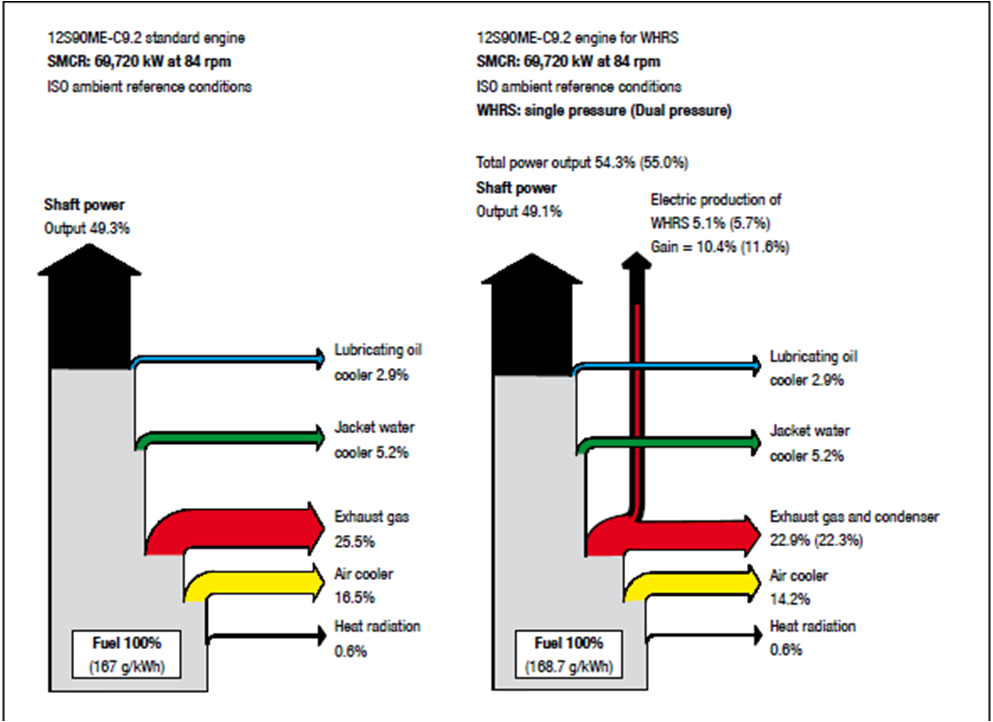 12S90ME-C9.2 standard engine
SMCR: 69,720 kW at 84 rpm
ISO ambient reference conditions
Shaft power
Output 49.3%
Lubricating oil
cooler 2.9%
Jacket water
cooler 5.2%
Exhaust gas
25.5%
Air cooler
16.5%
Heat radiation
0.6%
Fuel 100%
(167 g/kWh)
12S90ME-C9.2 engine for WHRS
SMCR: 69,720 kW at 84 rpm
ISO ambient reference conditions
WHRS: single pressure (Dual pressure)
Total power output 54.3% (55.0%)
Shaft power
Output 49.1%
Electric production of
WHRS 5.1% (5.7%)
Gain = 10.4% (11.6%)
Lubricating oil
cooler 2.9%
Jacket water
cooler 5.2%
Exhaust gas and condenser
22.9% (22.3%)
Air cooler
14.2%
Heat radiation
0.6%
Fuel 100%
(168.7 g/kWh)